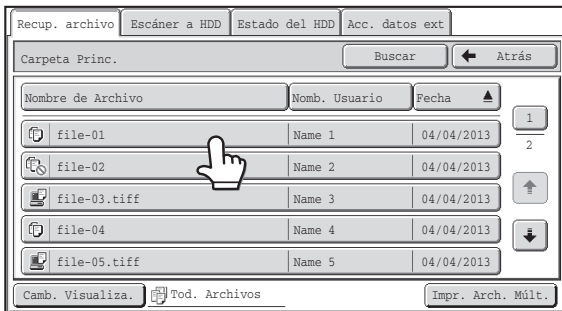 Recup. archivo Escáner a HDD Estado del HDD Acc. datos ext
Carpeta Princ. Buscar Atrás
Nombre de Archivo Nomb. Usuario Fecha
1
2
file-01 Name 1 04/04/2013
file-02 Name 2 04/04/2013
file-03.tiff Name 3 04/04/2013
file-04 Name 4 04/04/2013
file-05.tiff Name 5 04/04/2013
Camb. Visualiza. Tod. Archivos Impr. Arch. Múlt.